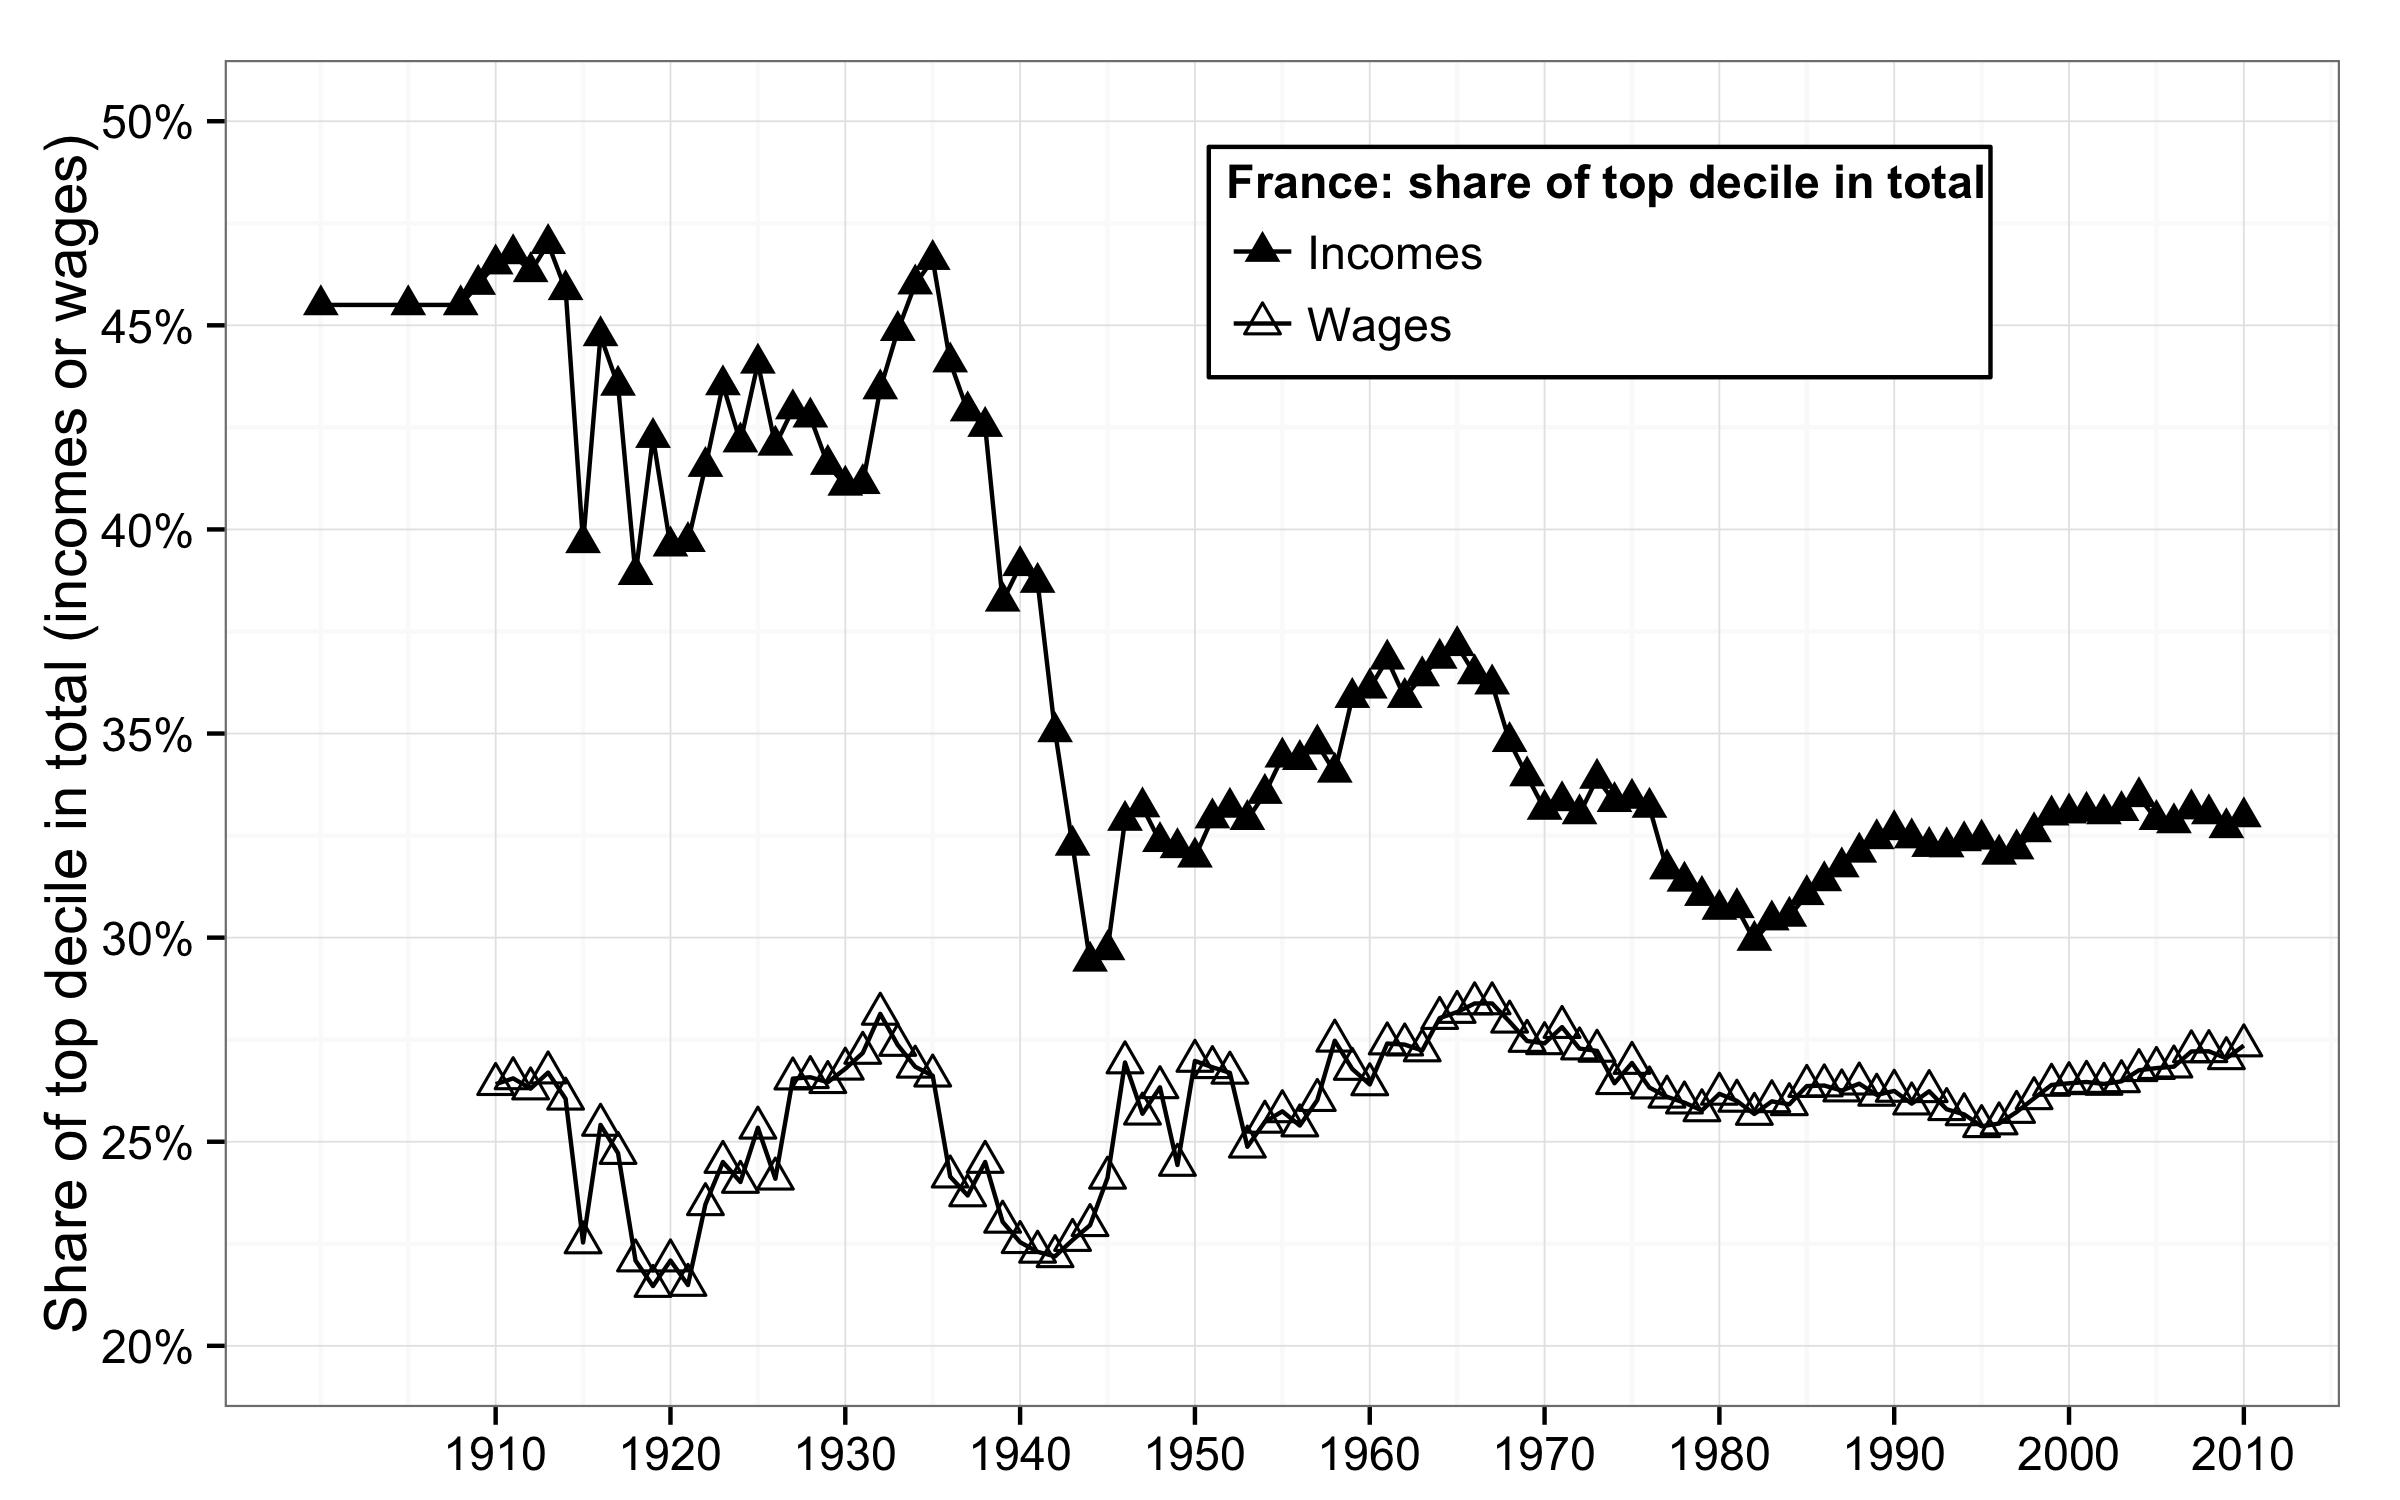 Share of top decile in total (incomes or wages)
50%
45%
40%
35%
30%
25%
20%
France: share of top decile in total
Incomes
Wages
1910 1920 1930 1940 1950 1960 1970 1980 1990 2000 2010